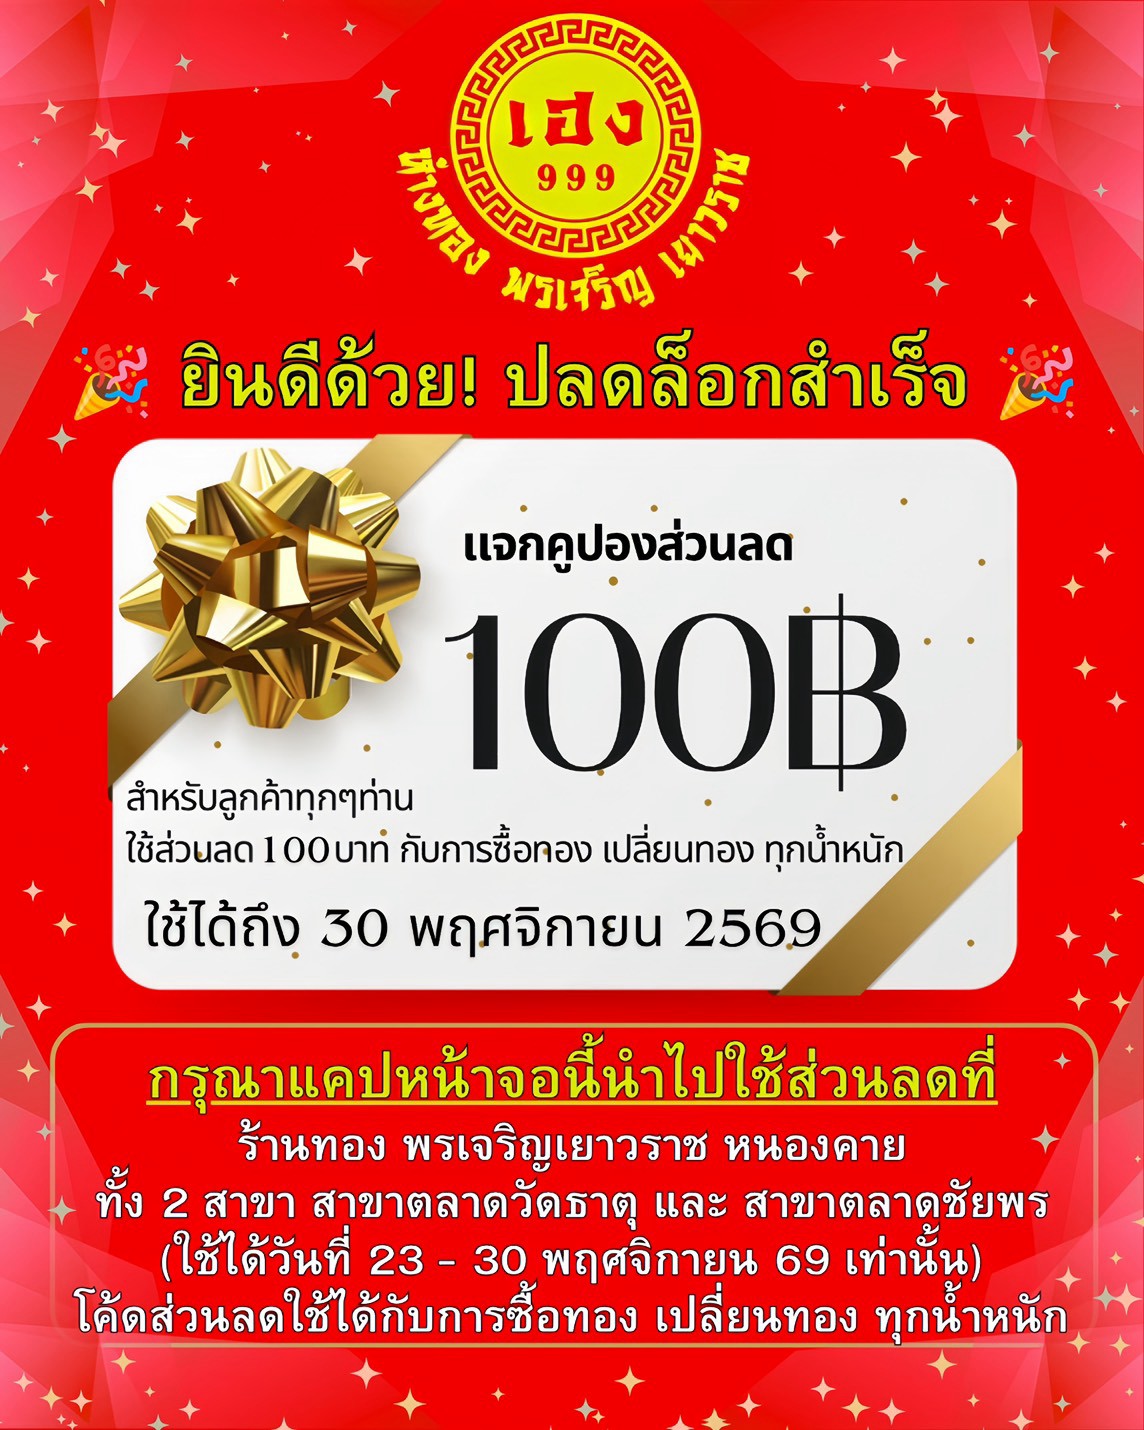 เฮง
999
ห้างทอง พรเจริญ เยาวราช
ยินดีด้วย! ปลดล็อกสำเร็จ
แจกคูปองส่วนลด
100฿
สำหรับลูกค้าทุกๆท่าน
ใช้ส่วนลด 100บาท กับการซื้อทอง เปลี่ยนทอง ทุกน้ำหนัก
ใช้ได้ถึง 30 พฤศจิกายน 2569
กรุณาแคปหน้าจอนี้นำไปใช้ส่วนลดที่
ร้านทอง พรเจริญเยาวราช หนองคาย
ทั้ง 2 สาขา สาขาตลาดวัดธาตุ และ สาขาตลาดชัยพร
(ใช้ได้วันที่ 23 - 30 พฤศจิกายน 69 เท่านั้น)
โค้ดส่วนลดใช้ได้กับการซื้อทอง เปลี่ยนทอง ทุกน้ำหนัก